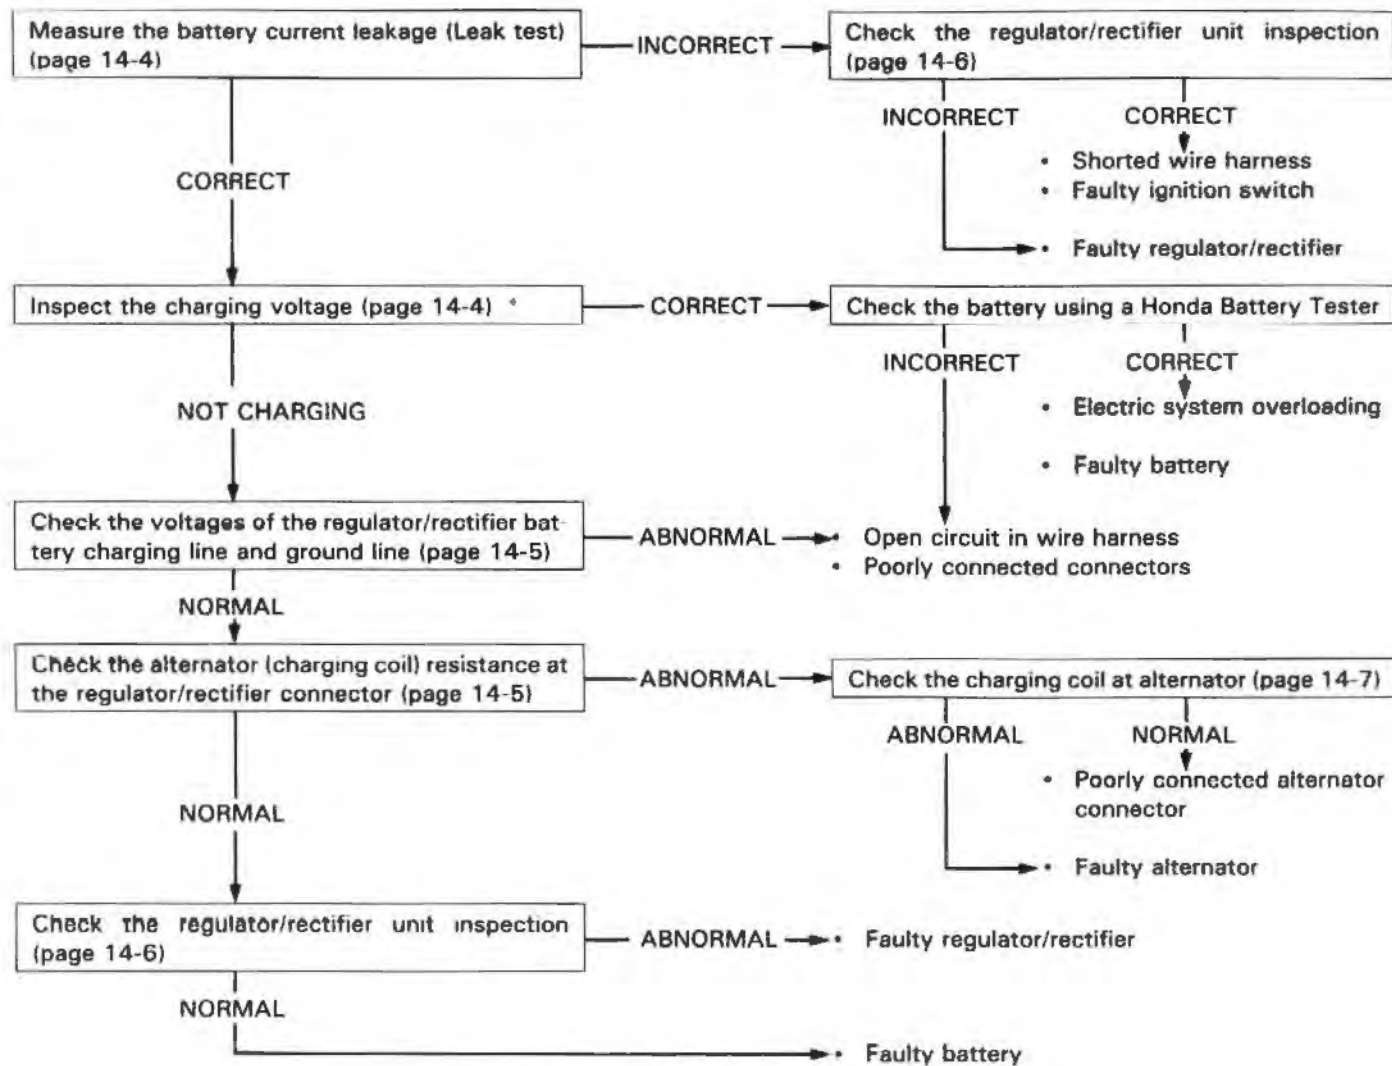 Measure the battery current leakage (Leak test)
(page 14-4)
INCORRECT
Check the regulator/rectifier unit inspection
(page 14-6)
INCORRECT
CORRECT
• Shorted wire harness
• Faulty ignition switch
• Faulty regulator/rectifier
CORRECT
Inspect the charging voltage (page 14-4)
CORRECT
Check the battery using a Honda Battery Tester
INCORRECT
CORRECT
• Electric system overloading
• Faulty battery
NOT CHARGING
Check the voltages of the regulator/rectifier bat-
tery charging line and ground line (page 14-5)
ABNORMAL
• Open circuit in wire harness
• Poorly connected connectors
NORMAL
Check the alternator (charging coil) resistance at
the regulator/rectifier connector (page 14-5)
ABNORMAL
Check the charging coil at alternator (page 14-7)
ABNORMAL
NORMAL
• Poorly connected alternator
connector
• Faulty alternator
NORMAL
Check the regulator/rectifier unit inspection
(page 14-6)
ABNORMAL
• Faulty regulator/rectifier
NORMAL
• Faulty battery